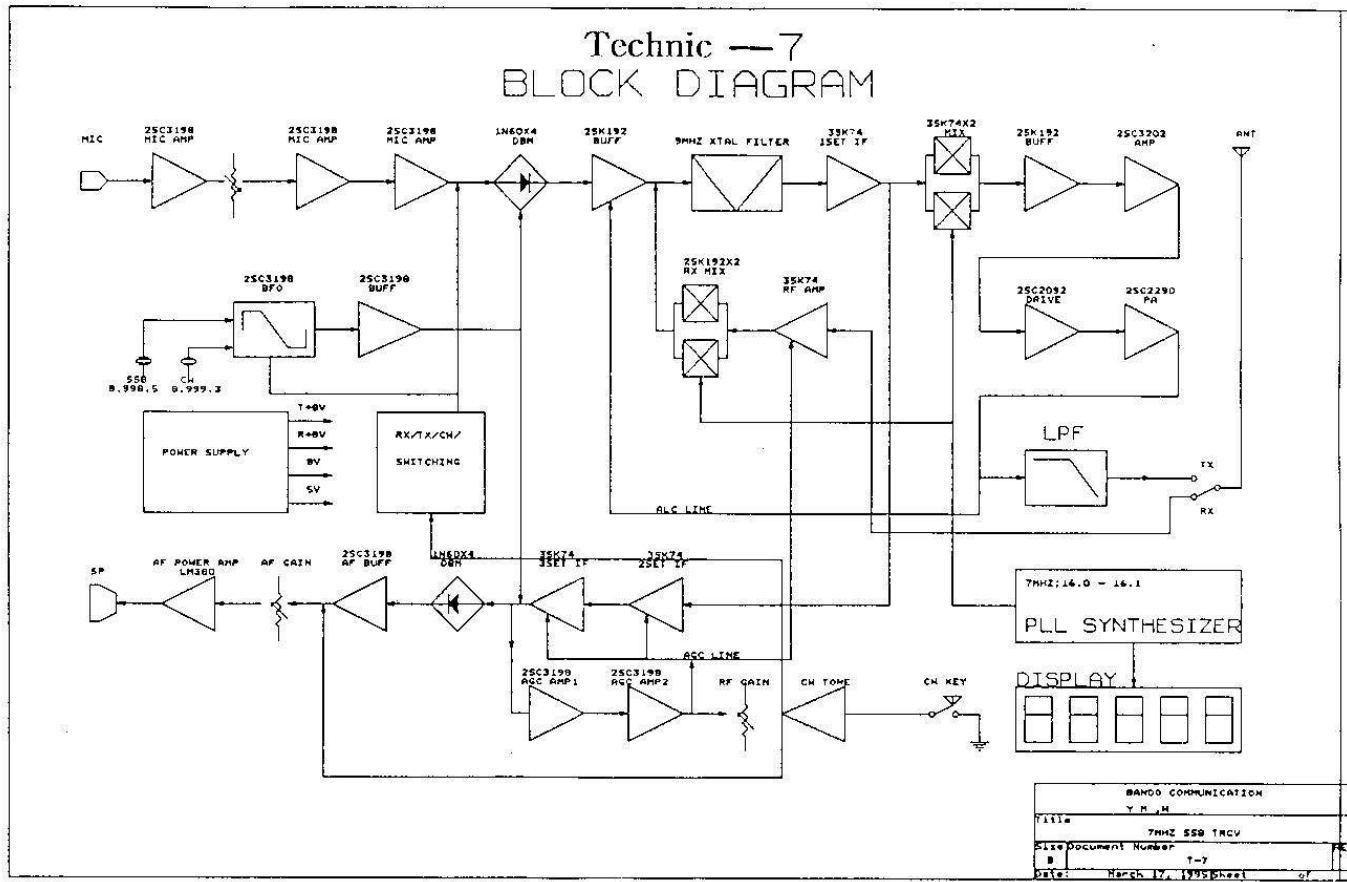 Technic — 7
BLOCK DIAGRAM
MIC
2SC3198
MIC AMP
2SC3198
MIC AMP
2SC3198
MIC AMP
1N60X4
DBM
2SK192
BUFF
9MHZ XTAL FILTER
3SK74
1SET IF
3SK74X2
MIX
2SK192
BUFF
2SC3202
AMP
ANT
2SC3198
BFO
2SC3198
BUFF
2SK192X2
RX MIX
3SK74
RF AMP
2SC2092
DRIVE
2SC2290
PA
SSB
8.998.5
CW
8.999.3
POWER SUPPLY
T+8V
R+8V
8V
5V
RX/TX/CW/
SWITCHING
LPF
TX
RX
ALC LINE
SP
AF POWER AMP
LM380
AF GAIN
2SC3198
AF BUFF
1N60X4
DBM
3SK74
3SET IF
3SK74
2SET IF
7MHZ;16.0 - 16.1
PLL SYNTHESIZER
AGC LINE
2SC3198
AGC AMP1
2SC3198
AGC AMP2
RF GAIN
CW TONE
CW KEY
DISPLAY
BANDO COMMUNICATION
Y M ,H
Title
7MHZ SSB TRCV
Size
Document Number
B
T-7
Date: March 17, 1995
Sheet of